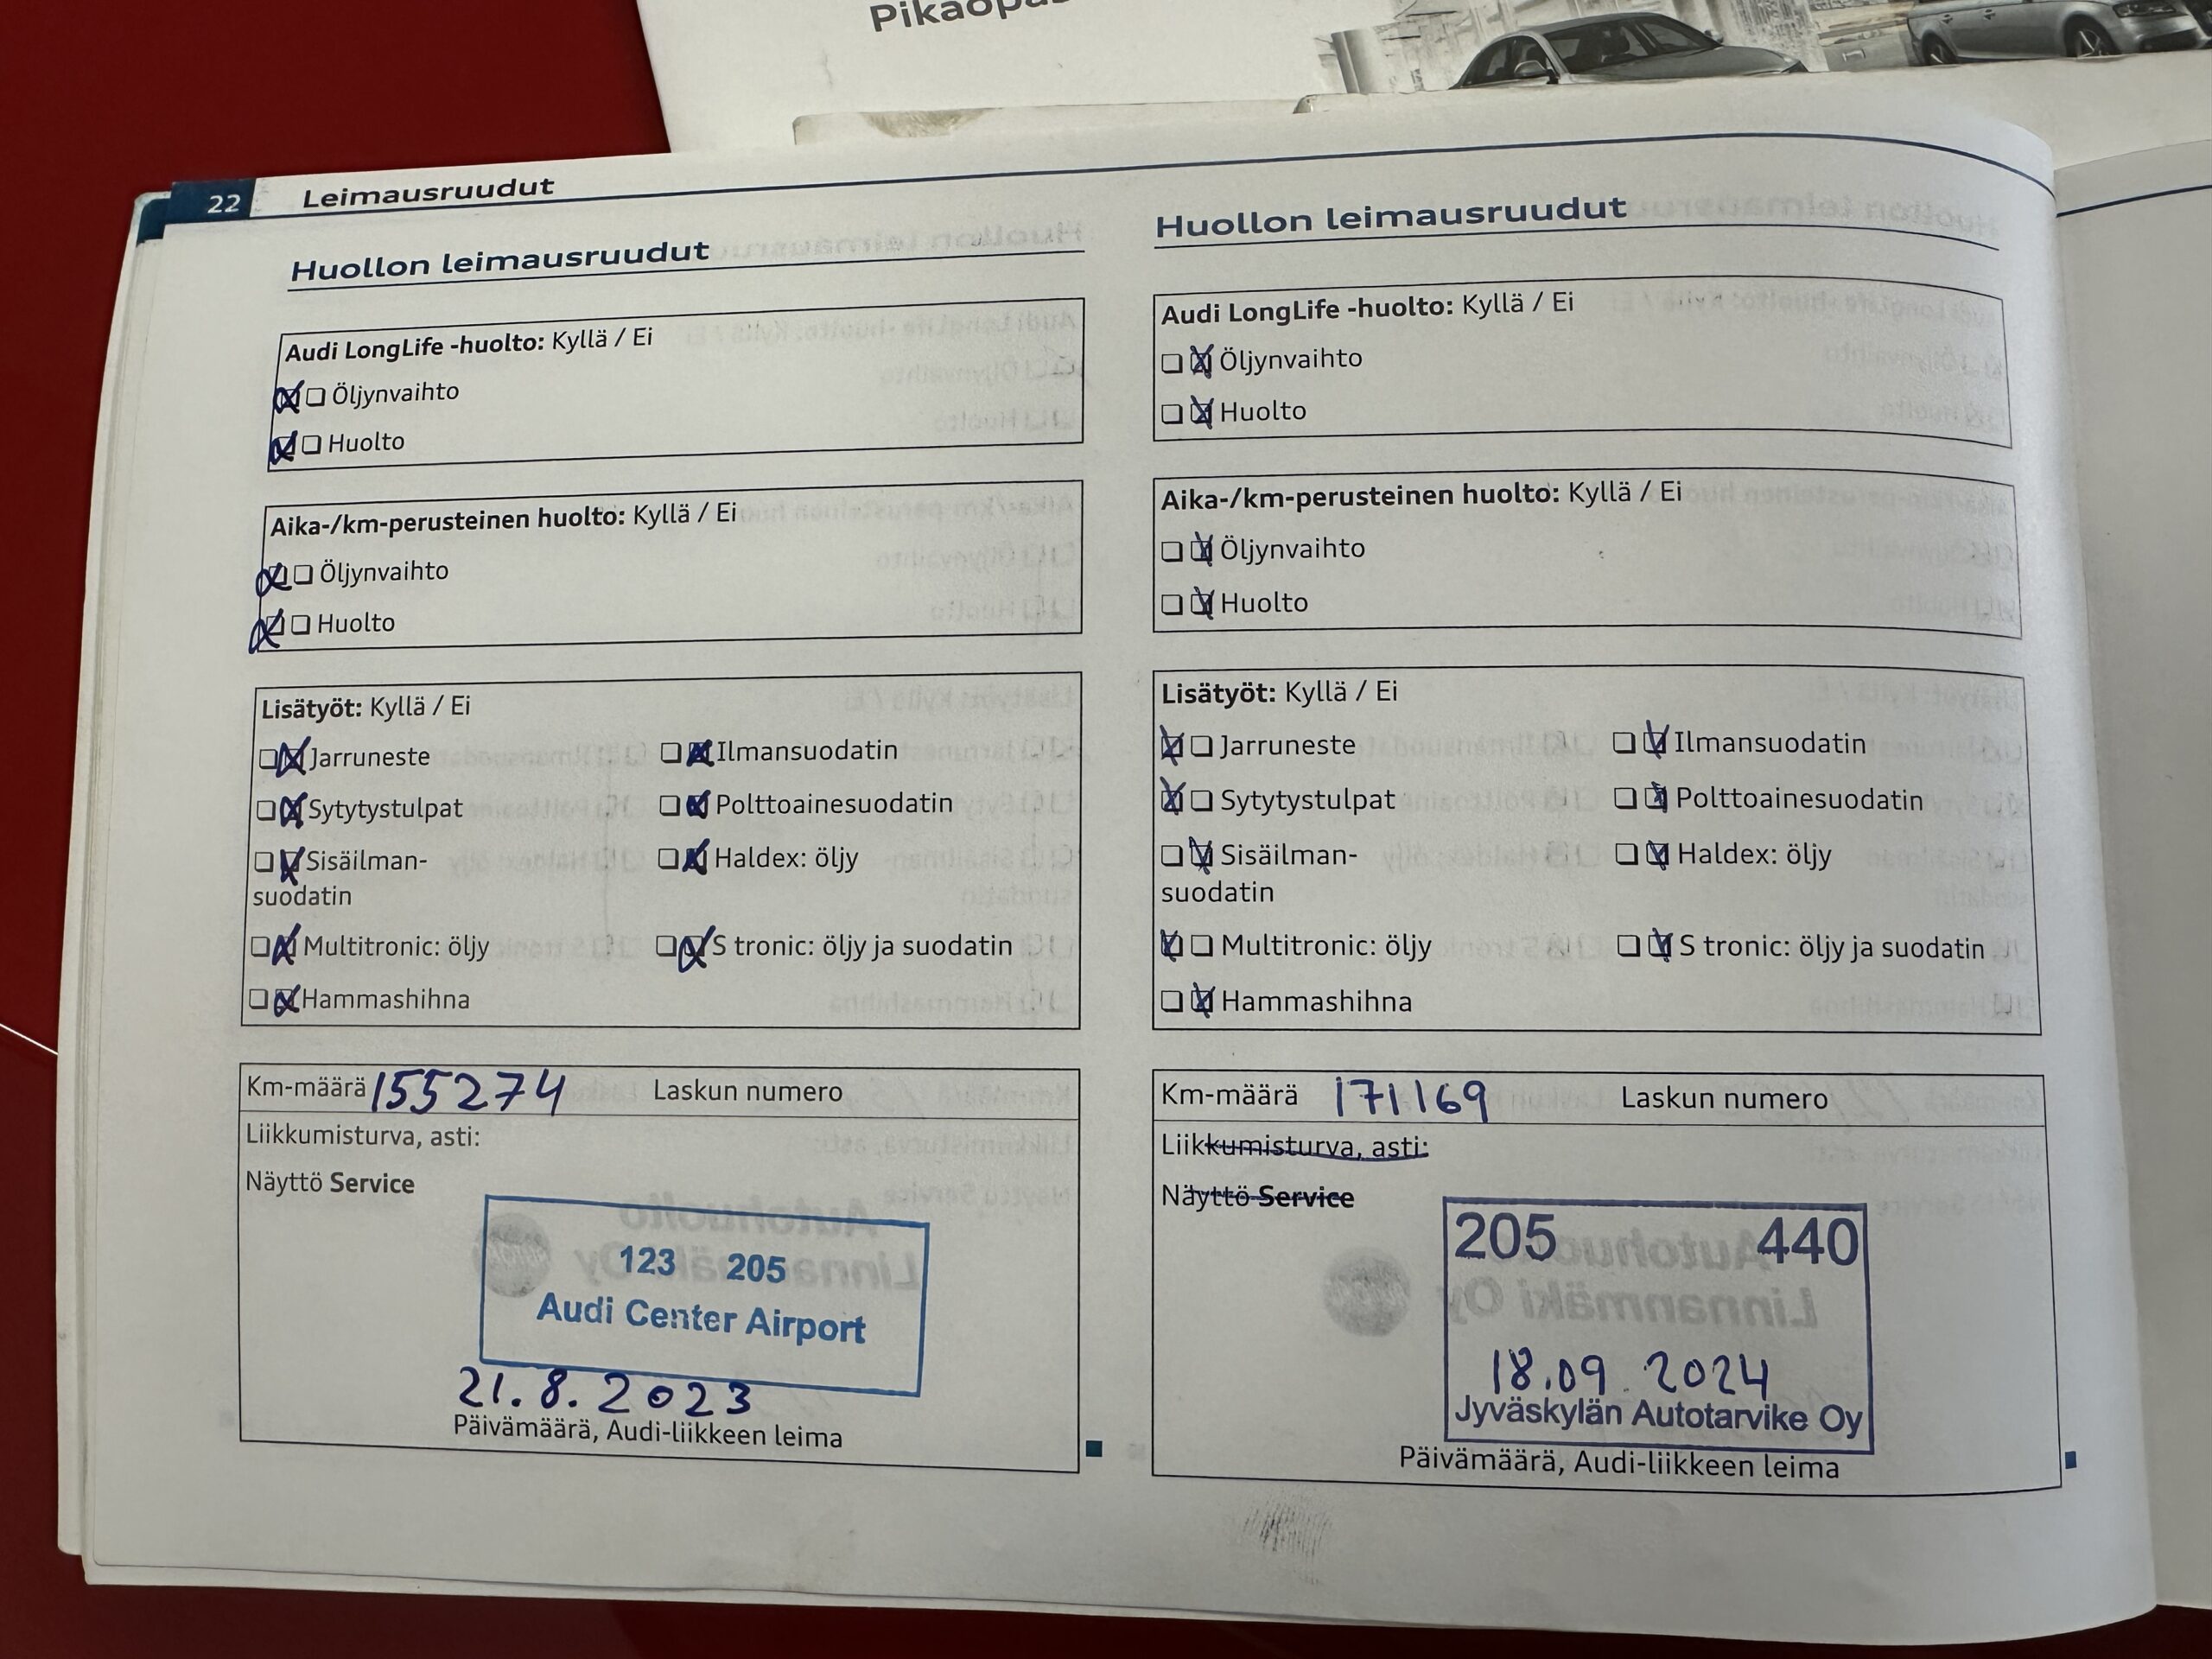 Pikaopas
22 Leimausruudut
Huollon leimausruudut
Audi LongLife -huolto: Kyllä / Ei
Öljynvaihto
Huolto
Aika-/km-perusteinen huolto: Kyllä / Ei
Öljynvaihto
Huolto
Lisätyöt: Kyllä / Ei
Jarruneste Ilmansuodatin
Sytytystulpat Polttoainesuodatin
Sisäilman- Haldex: öljy
suodatin
Multitronic: öljy S tronic: öljy ja suodatin
Hammashihna
Km-määrä 155274 Laskun numero
Liikkumisturva, asti:
Näyttö Service
123 205
Audi Center Airport
21.8.2023
Päivämäärä, Audi-liikkeen leima
Huollon leimausruudut
Audi LongLife -huolto: Kyllä / Ei
Öljynvaihto
Huolto
Aika-/km-perusteinen huolto: Kyllä / Ei
Öljynvaihto
Huolto
Lisätyöt: Kyllä / Ei
Jarruneste Ilmansuodatin
Sytytystulpat Polttoainesuodatin
Sisäilman- Haldex: öljy
suodatin
Multitronic: öljy S tronic: öljy ja suodatin
Hammashihna
Km-määrä 171169 Laskun numero
Liikkumisturva, asti:
Näyttö Service
205 440
18.09.2024
Jyväskylän Autotarvike Oy
Päivämäärä, Audi-liikkeen leima